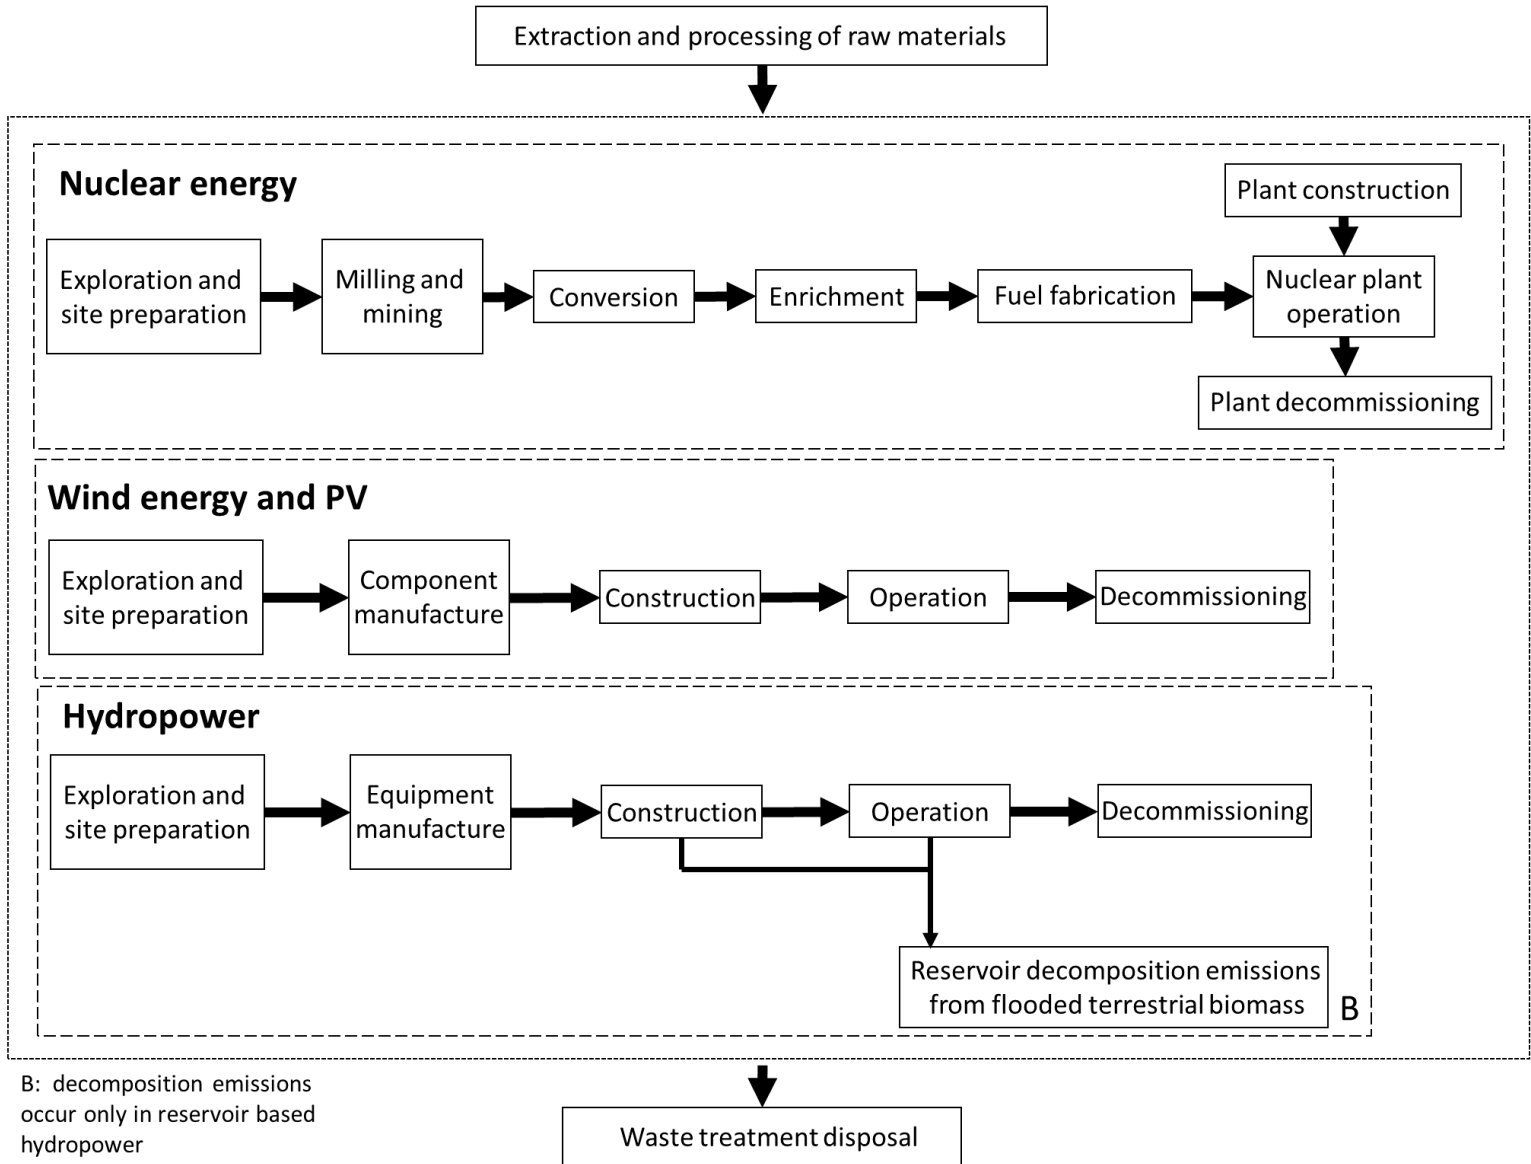 Extraction and processing of raw materials
Nuclear energy
Plant construction
Exploration and
site preparation
Milling and
mining
Conversion
Enrichment
Fuel fabrication
Nuclear plant
operation
Plant decommissioning
Wind energy and PV
Exploration and
site preparation
Component
manufacture
Construction
Operation
Decommissioning
Hydropower
Exploration and
site preparation
Equipment
manufacture
Construction
Operation
Decommissioning
Reservoir decomposition emissions
from flooded terrestrial biomass
B
B: decomposition emissions
occur only in reservoir based
hydropower
Waste treatment disposal